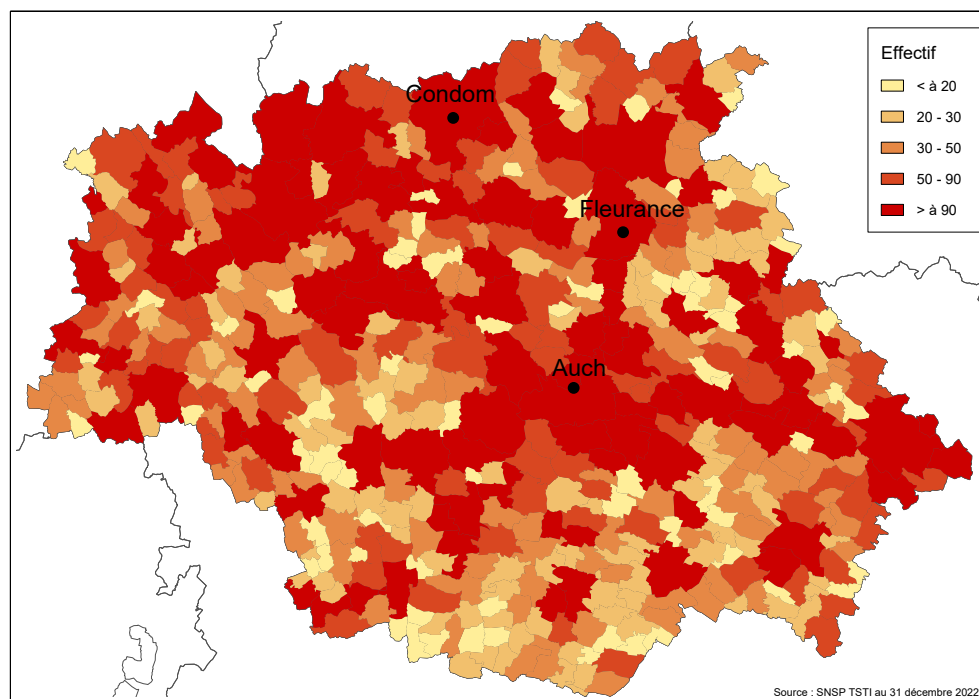 Effectif
< à 20
20 - 30
30 - 50
50 - 90
> à 90
Condom
Fleurance
Auch
Source : SNSP TSTI au 31 décembre 2022